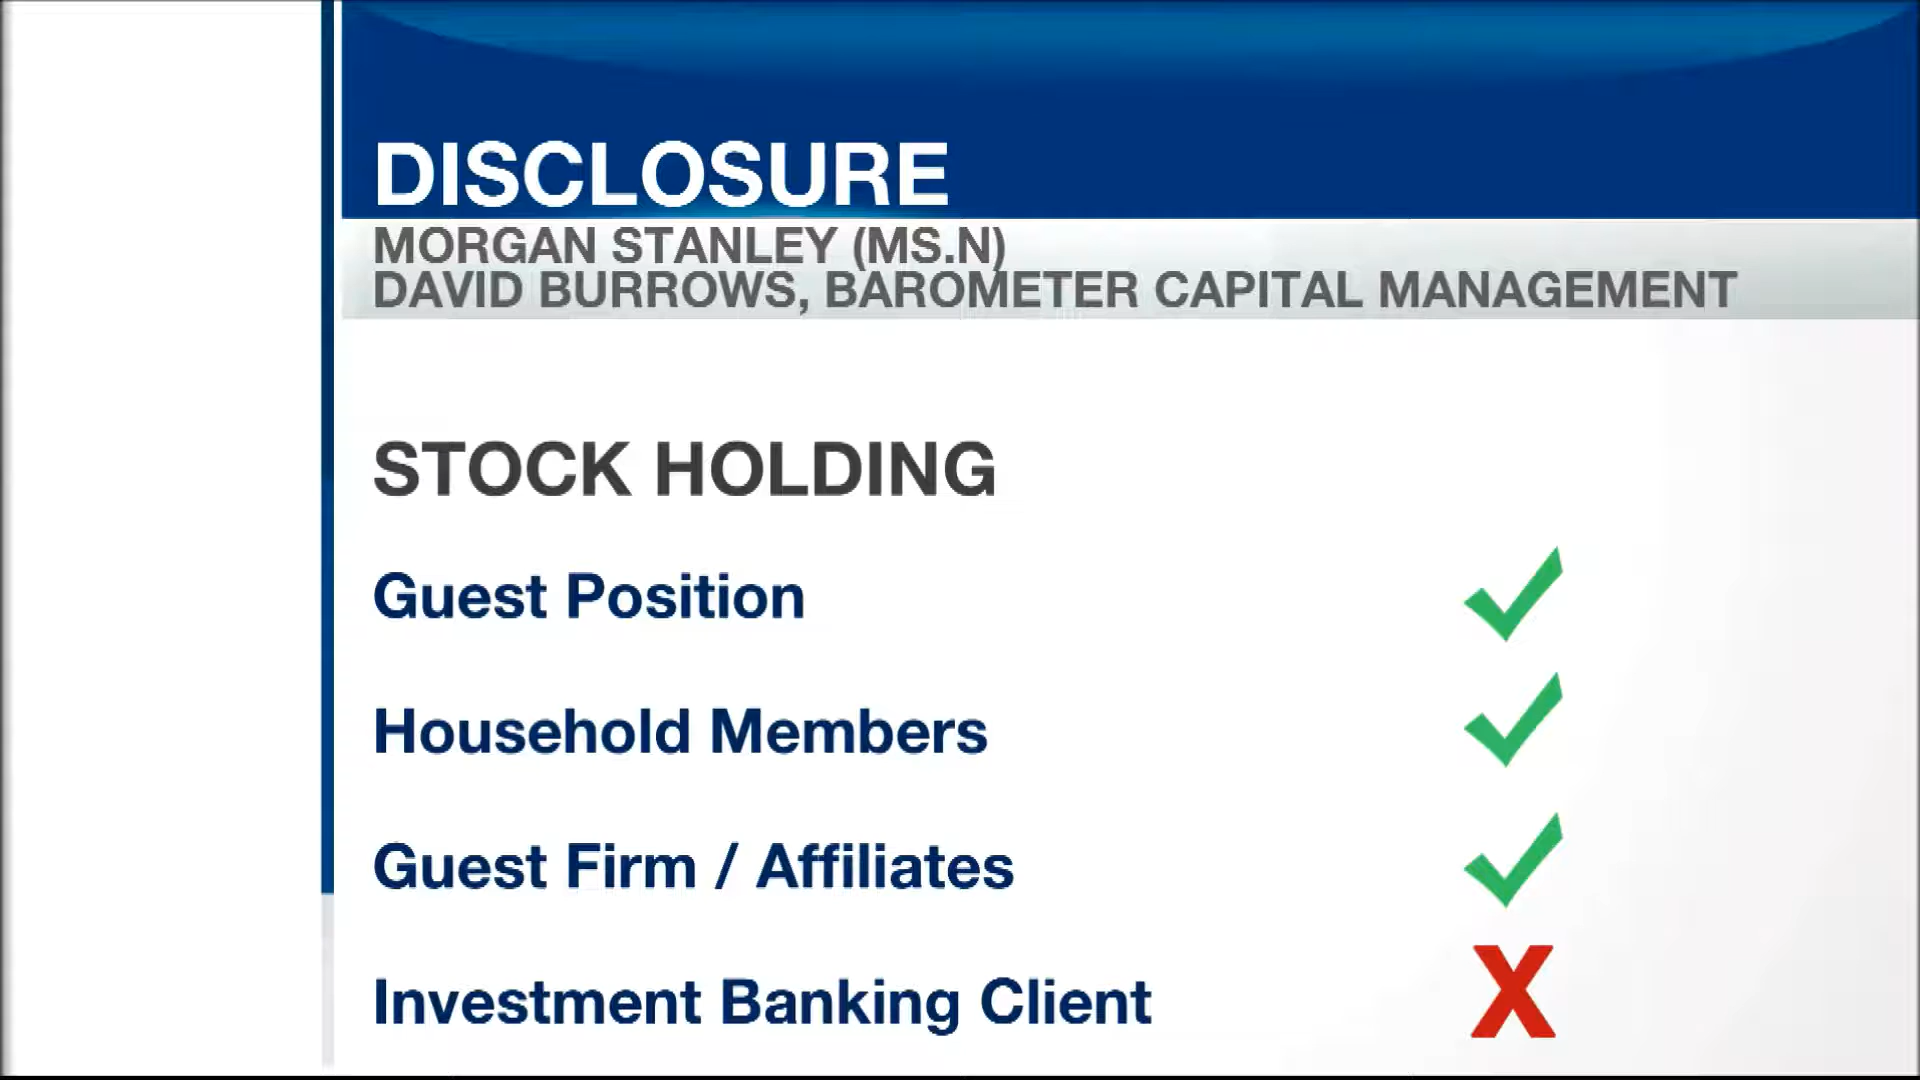 DISCLOSURE
MORGAN STANLEY (MS.N)
DAVID BURROWS, BAROMETER CAPITAL MANAGEMENT
STOCK HOLDING
Guest Position
Household Members
Guest Firm / Affiliates
Investment Banking Client